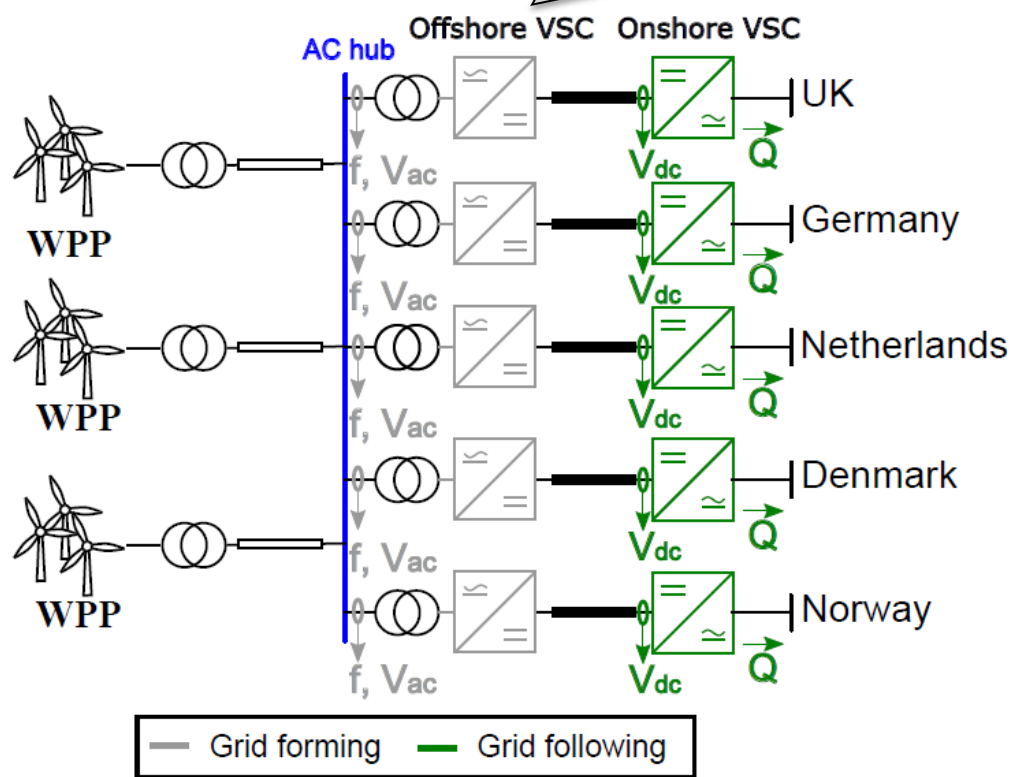 Offshore VSC Onshore VSC
AC hub
UK
f, Vac
Vdc
Q
WPP
Germany
f, Vac
Vdc
Q
Netherlands
WPP
f, Vac
Vdc
Q
Denmark
f, Vac
Vdc
Q
WPP
Norway
f, Vac
Vdc
Q
Grid forming Grid following